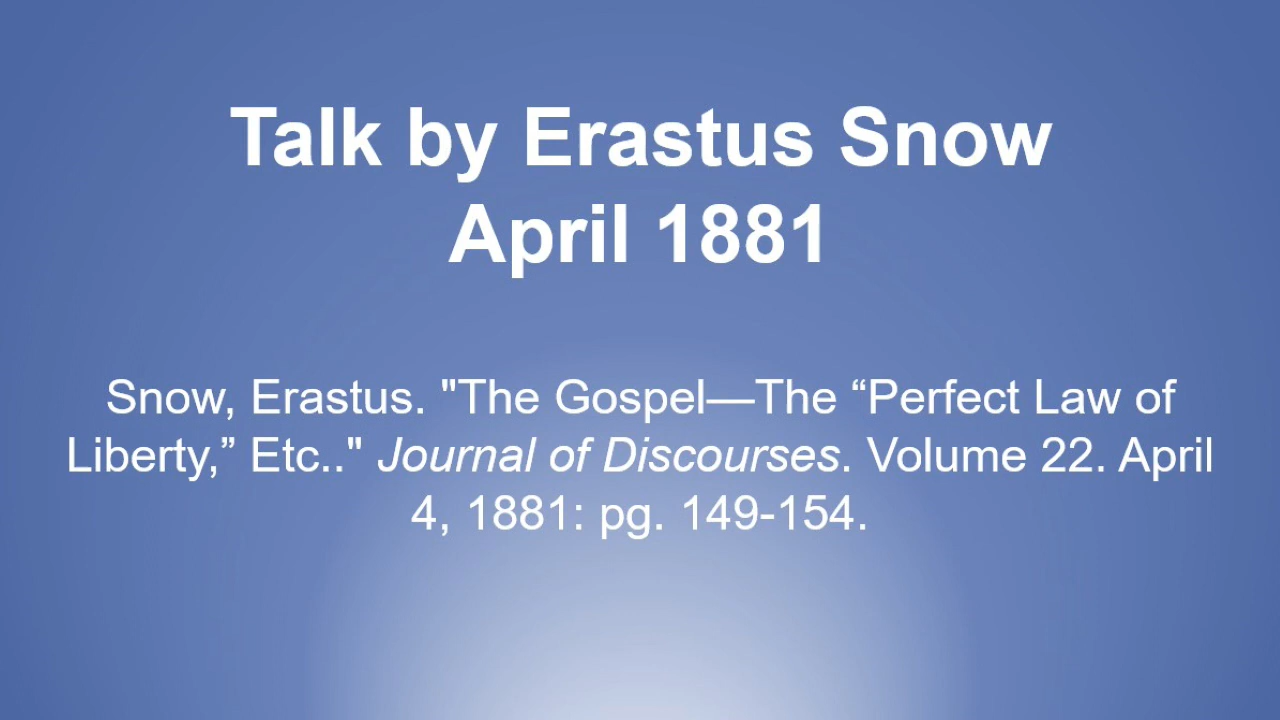 Talk by Erastus Snow
April 1881
Snow, Erastus. "The Gospel—The “Perfect Law of
Liberty,” Etc.." Journal of Discourses. Volume 22. April
4, 1881: pg. 149-154.